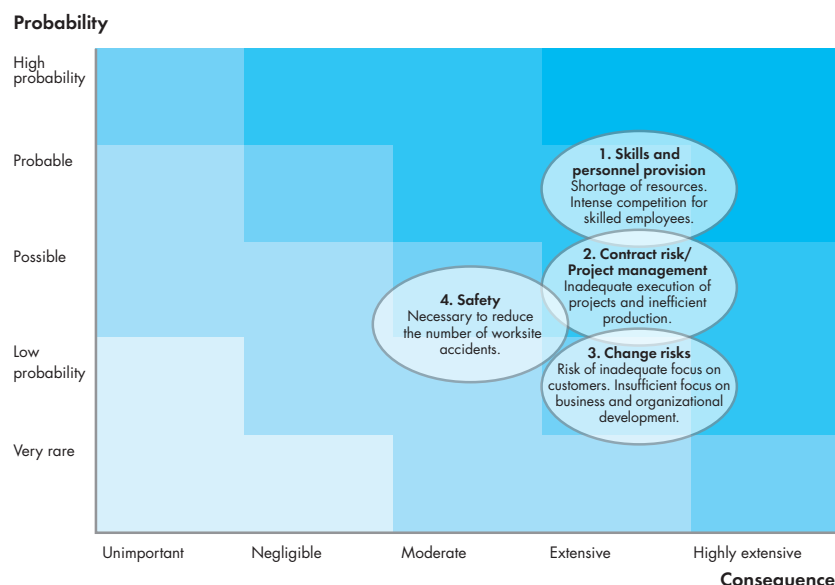 Probability
High
probability
Probable
Possible
Low
probability
Very rare
1. Skills and
personnel provision
Shortage of resources.
Intense competition for
skilled employees.
2. Contract risk/
Project management
Inadequate execution of
projects and inefficient
production.
4. Safety
Necessary to reduce
the number of worksite
accidents.
3. Change risks
Risk of inadequate focus on
customers. Insufficient focus on
business and organizational
development.
Unimportant
Negligible
Moderate
Extensive
Highly extensive
Consequence